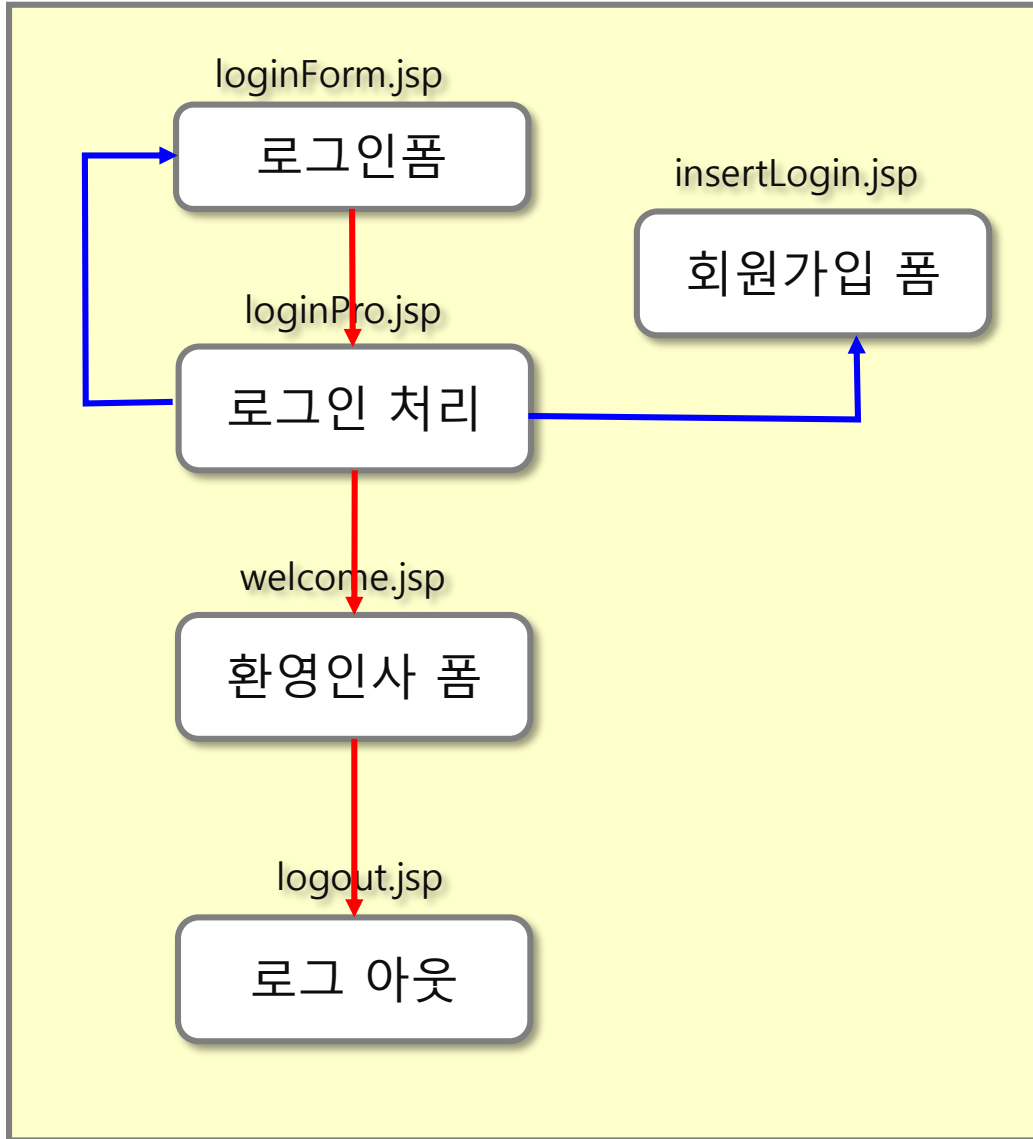 loginForm.jsp
로그인폼
insertLogin.jsp
회원가입 폼
loginPro.jsp
로그인 처리
welcome.jsp
환영인사 폼
logout.jsp
로그 아웃